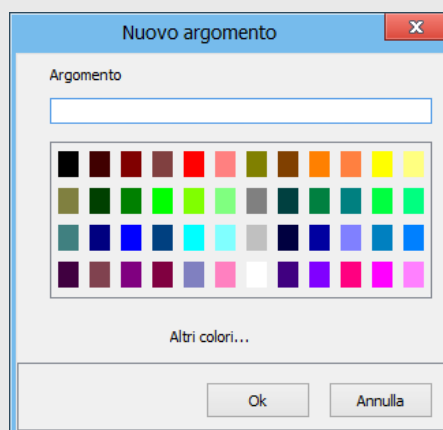 Nuovo argomento
x
Argomento
Altri colori...
Ok
Annulla